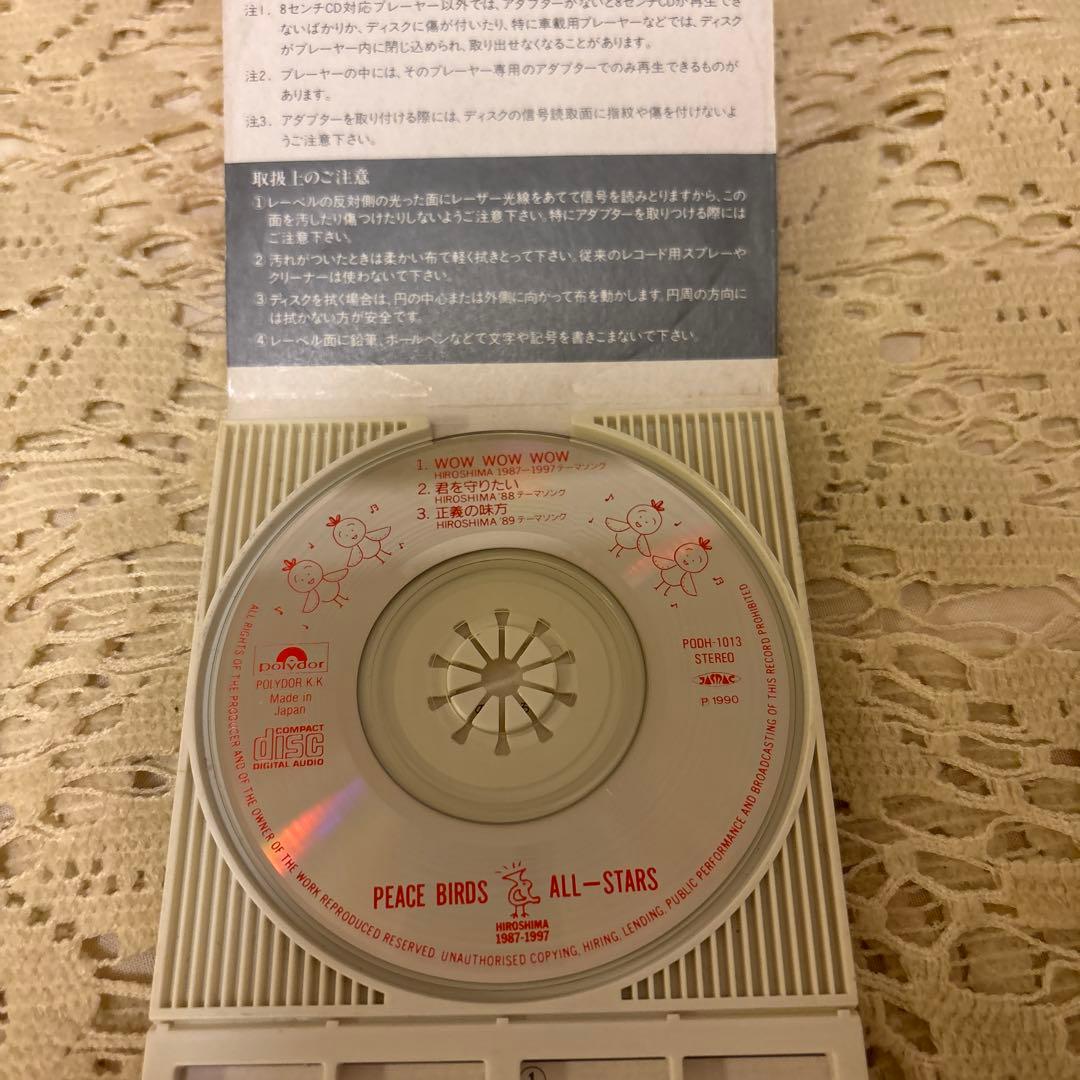 注1. 8センチCD対応プレーヤー以外では、アダプターがないと8センチCDが再生でき
ないばかりか、ディスクに傷が付いたり、特に車載用プレーヤーなどでは、ディスク
がプレーヤー内に閉じ込められ、取り出せなくなることがあります。
注2. プレーヤーの中には、そのプレーヤー専用のアダプターでのみ再生できるものが
あります。
注3. アダプターを取り付ける際には、ディスクの信号読取面に指紋や傷を付けないよ
うご注意下さい。
取扱上のご注意
1 レーベルの反対側の光った面にレーザー光線をあてて信号を読みとりますから、この
面を汚したり傷つけたりしないようご注意下さい。特にアダプターを取りつける際には
ご注意下さい。
2 汚れがついたときは柔かい布で軽く拭きとって下さい。従来のレコード用スプレーや
クリーナーは使わないで下さい。
3 ディスクを拭く場合は、円の中心または外側に向かって布を動かします。円周の方向に
は拭かない方が安全です。
4 レーベル面に鉛筆、ボールペンなどで文字や記号を書きこまないで下さい。
1. WOW WOW WOW
HIROSHIMA 1987-1997テーマソング
2. 君を守りたい
HIROSHIMA '88 テーマソング
3. 正義の味方
HIROSHIMA '89 テーマソング
polydor
POLYDOR K.K
Made in
Japan
COMPACT
disc
DIGITAL AUDIO
PODH-1013
STEREO
JASRAC
P 1990
PEACE BIRDS ALL-STARS
HIROSHIMA
1987-1997
ALL RIGHTS OF THE PRODUCER AND OF THE OWNER OF THE WORK REPRODUCED RESERVED. UNAUTHORISED COPYING, HIRING, LENDING, PUBLIC PERFORMANCE AND BROADCASTING OF THIS RECORD PROHIBITED
1